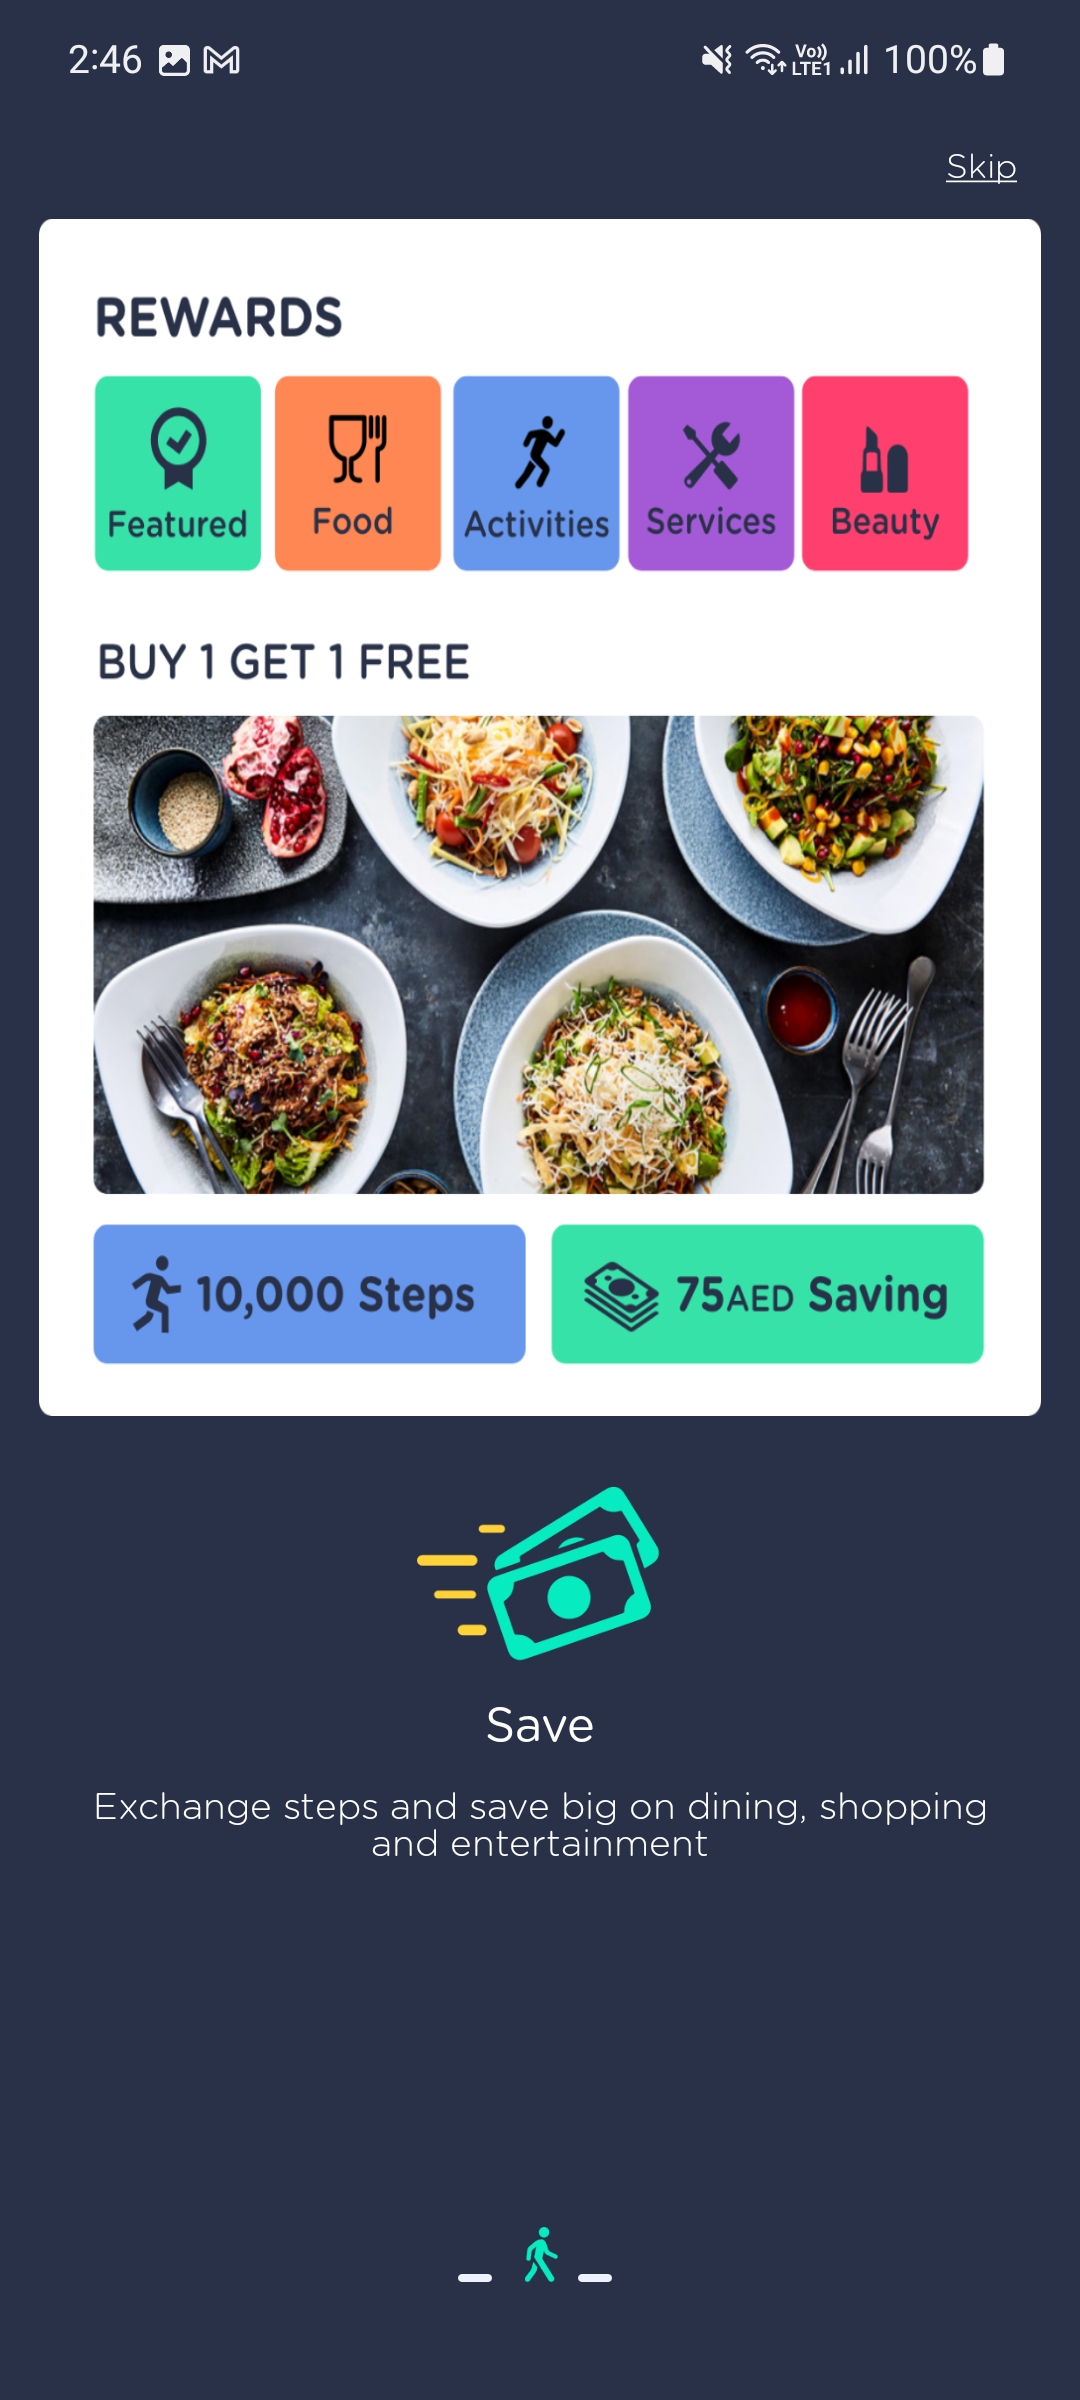 2:46
Vo))
LTE1
100%
Skip
REWARDS
Featured Food Activities Services Beauty
BUY 1 GET 1 FREE
10,000 Steps 75AED Saving
Save
Exchange steps and save big on dining, shopping
and entertainment